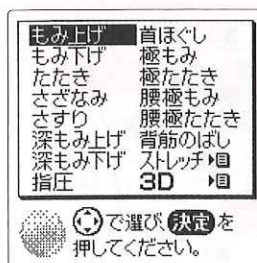 もみ上げ 首ほぐし
もみ下げ 極もみ
たたき 極たたき
さざなみ 腰極もみ
さすり 腰極たたき
深もみ上げ 背筋のばし
深もみ下げ ストレッチ
指圧 3D
で選び、決定を
押してください。